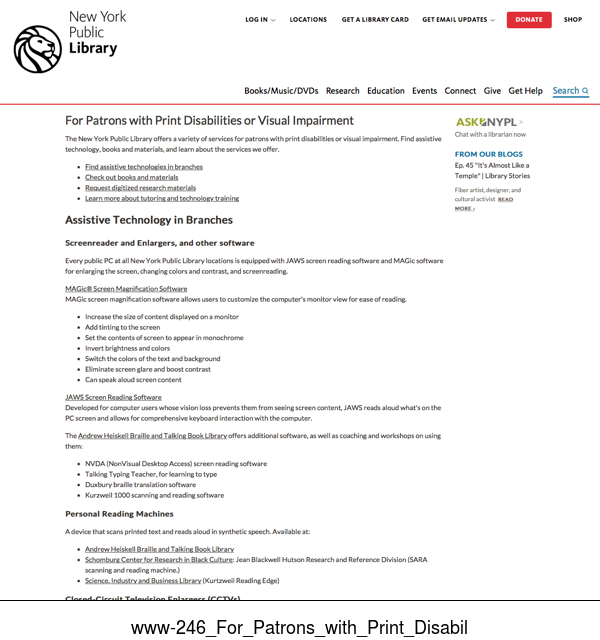 New York
Public
Library
LOG IN
LOCATIONS
GET A LIBRARY CARD
GET EMAIL UPDATES
DONATE
SHOP
Books/Music/DVDs
Research
Education
Events
Connect
Give
Get Help
Search
For Patrons with Print Disabilities or Visual Impairment
The New York Public Library offers a variety of services for patrons with print disabilities or visual impairment. Find assistive
technology, books and materials, and learn about the services we offer.
• Find assistive technologies in branches
• Check out books and materials
• Request digitized research materials
• Learn more about tutoring and technology training
Assistive Technology in Branches
Screenreader and Enlargers, and other software
Every public PC at all New York Public Library locations is equipped with JAWS screen reading software and MAGic software
for enlarging the screen, changing colors and contrast, and screenreading.
MAGic® Screen Magnification Software
MAGic screen magnification software allows users to customize the computer's monitor view for ease of reading.
• Increase the size of content displayed on a monitor
• Add tinting to the screen
• Set the contents of screen to appear in monochrome
• Invert brightness and colors
• Switch the colors of the text and background
• Eliminate screen glare and boost contrast
• Can speak aloud screen content
JAWS Screen Reading Software
Developed for computer users whose vision loss prevents them from seeing screen content, JAWS reads aloud what's on the
PC screen and allows for comprehensive keyboard interaction with the computer.
The Andrew Heiskell Braille and Talking Book Library offers additional software, as well as coaching and workshops on using
them:
• NVDA (NonVisual Desktop Access) screen reading software
• Talking Typing Teacher, for learning to type
• Duxbury braille translation software
• Kurzweil 1000 scanning and reading software
Personal Reading Machines
A device that scans printed text and reads aloud in synthetic speech. Available at:
• Andrew Heiskell Braille and Talking Book Library
• Schomburg Center for Research in Black Culture: Jean Blackwell Hutson Research and Reference Division (SARA
scanning and reading machine.)
• Science, Industry and Business Library (Kurtzweil Reading Edge)
Closed-Circuit Television Enlargers (CCTVs)
ASK NYPL >
Chat with a librarian now
FROM OUR BLOGS
Ep. 45 "It's Almost Like a
Temple" | Library Stories
Fiber artist, designer, and
cultural activist READ
MORE ›
www-246_For_Patrons_with_Print_Disabil